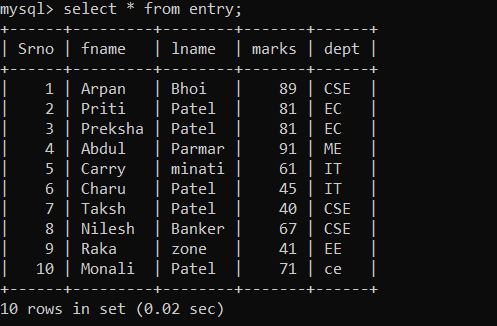 mysql> select * from entry;
+------+---------+--------+-------+------+
| Srno | fname   | lname  | marks | dept |
+------+---------+--------+-------+------+
|    1 | Arpan   | Bhoi   |    89 | CSE  |
|    2 | Priti   | Patel  |    81 | EC   |
|    3 | Preksha | Patel  |    81 | EC   |
|    4 | Abdul   | Parmar |    91 | ME   |
|    5 | Carry   | minati |    61 | IT   |
|    6 | Charu   | Patel  |    45 | IT   |
|    7 | Taksh   | Patel  |    40 | CSE  |
|    8 | Nilesh  | Banker |    67 | CSE  |
|    9 | Raka    | zone   |    41 | EE   |
|   10 | Monali  | Patel  |    71 | ce   |
+------+---------+--------+-------+------+
10 rows in set (0.02 sec)